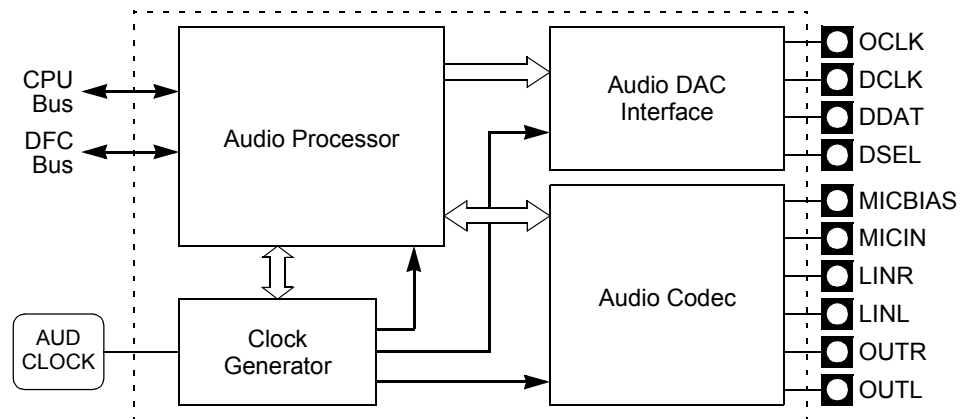 CPU
Bus
DFC
Bus
Audio Processor
Audio DAC
Interface
OCLK
DCLK
DDAT
DSEL
Audio Codec
MICBIAS
MICIN
LINR
LINL
OUTR
OUTL
AUD
CLOCK
Clock
Generator